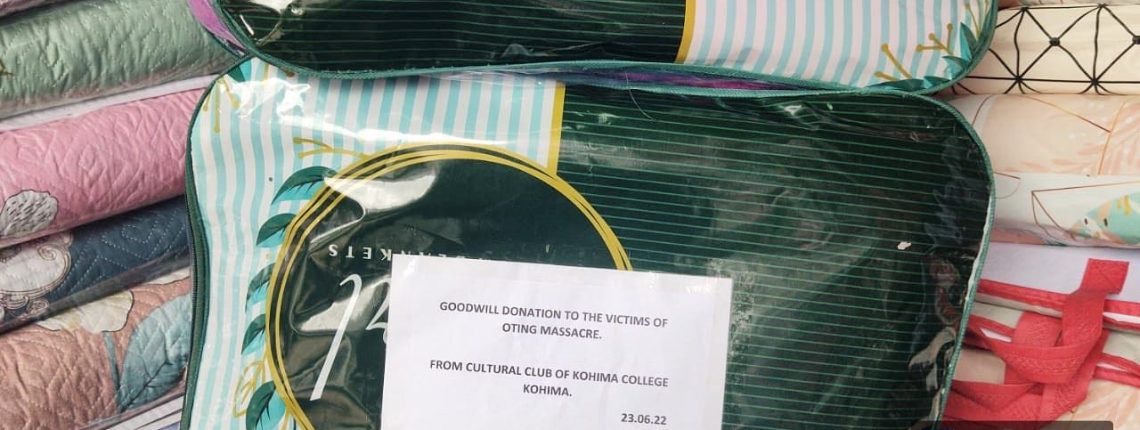 GOODWILL DONATION TO THE VICTIMS OF
OTING MASSACRE.
FROM CULTURAL CLUB OF KOHIMA COLLEGE
KOHIMA.
23.06.22